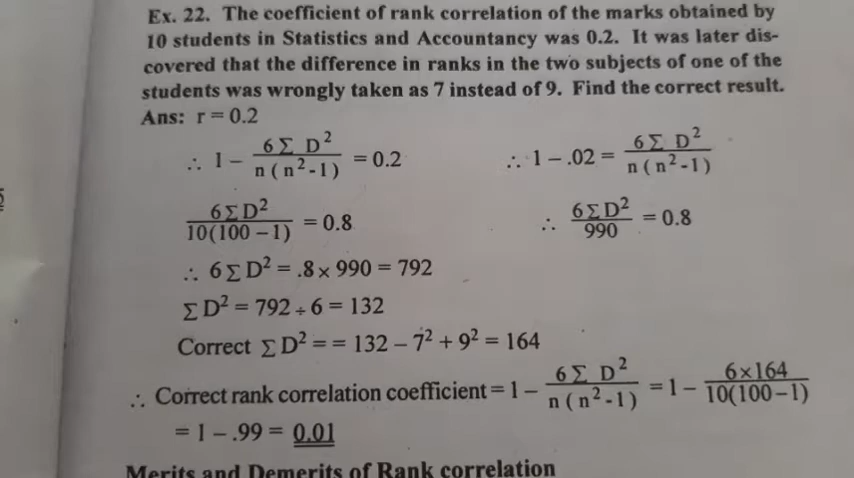 Ex. 22. The coefficient of rank correlation of the marks obtained by
10 students in Statistics and Accountancy was 0.2. It was later dis-
covered that the difference in ranks in the two subjects of one of the
students was wrongly taken as 7 instead of 9. Find the correct result.
Ans: r = 0.2
∴ 1 − 6 Σ D² / n ( n² -1 ) = 0.2 ∴ 1 − .02 = 6 Σ D² / n ( n² -1 )
6 Σ D² / 10(100 − 1) = 0.8 ∴ 6 Σ D² / 990 = 0.8
∴ 6 Σ D² = .8 × 990 = 792
Σ D² = 792 ÷ 6 = 132
Correct Σ D² = = 132 − 7² + 9² = 164
∴ Correct rank correlation coefficient = 1 − 6 Σ D² / n ( n² -1 ) = 1 − 6×164 / 10(100−1)
= 1 − .99 = 0.01
Merits and Demerits of Rank correlation